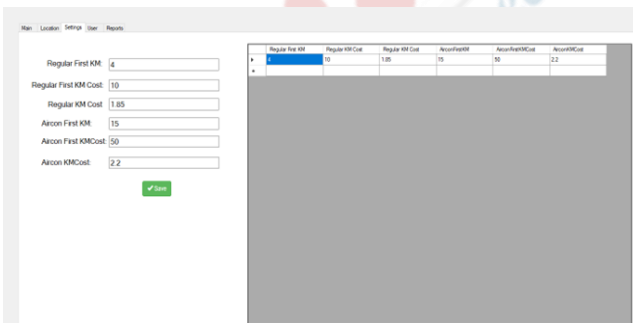 Main Location Settings User Reports
Regular First KM Regular KM Cost Regular KM Cost AirconFirstKM AirconFirstKMCost AirconKMCost
4 10 1.85 15 50 2.2
Regular First KM: 4
Regular First KM Cost: 10
Regular KM Cost 1.85
Aircon First KM: 15
Aircon First KMCost: 50
Aircon KMCost: 2.2
Save